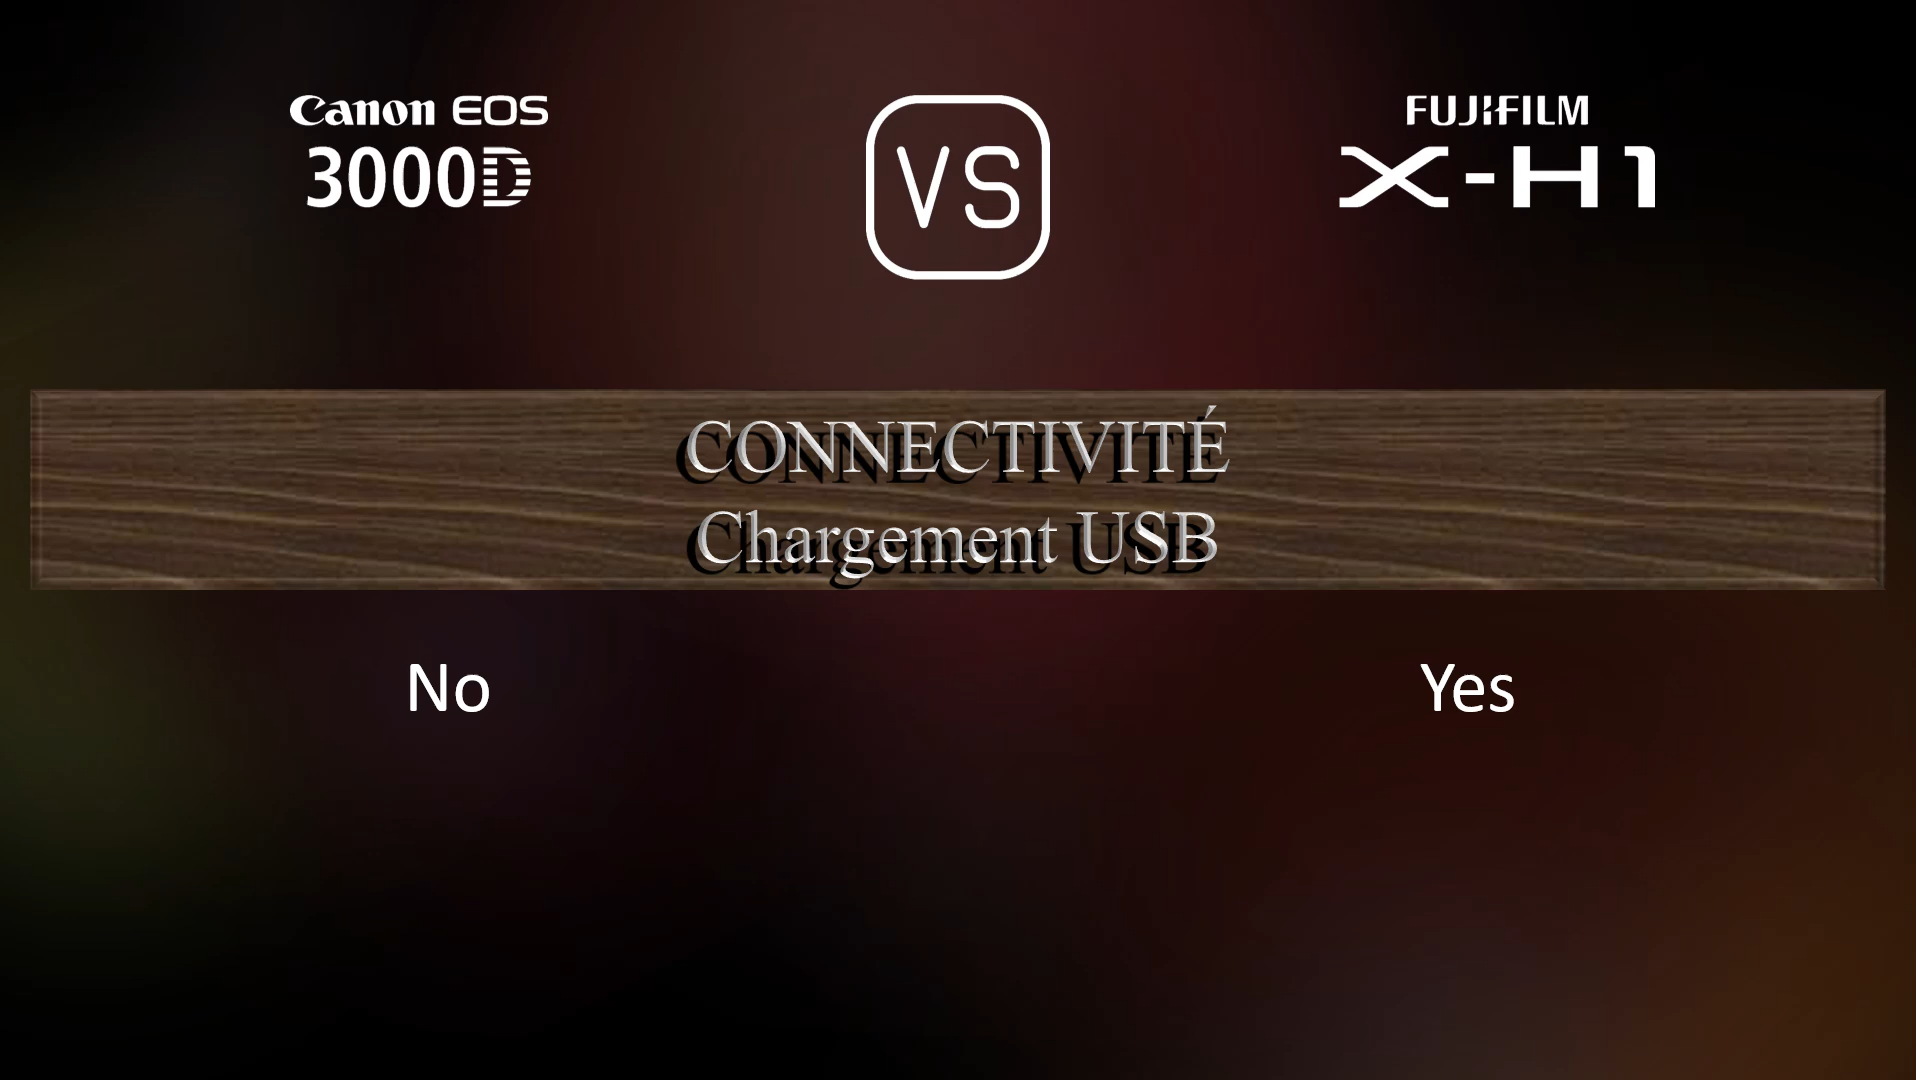 Canon EOS
3000D
VS
FUJIFILM
X-H1
CONNECTIVITÉ
Chargement USB
No
Yes